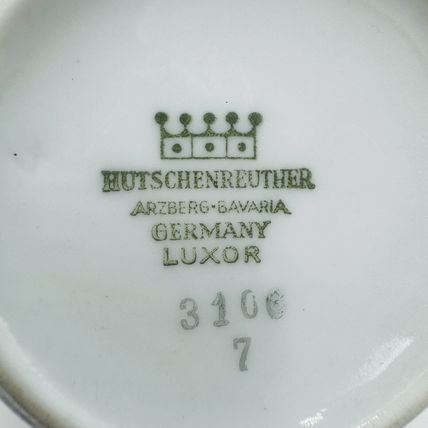 HUTSCHENREUTHER
ARZBERG·BAVARIA
GERMANY
LUXOR
3106
7